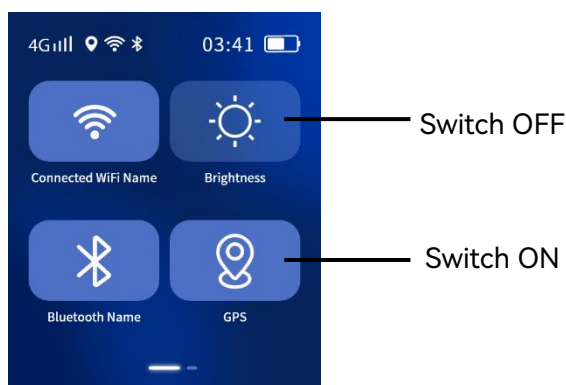 4G 03:41
Connected WiFi Name Brightness
Switch OFF
Bluetooth Name GPS
Switch ON